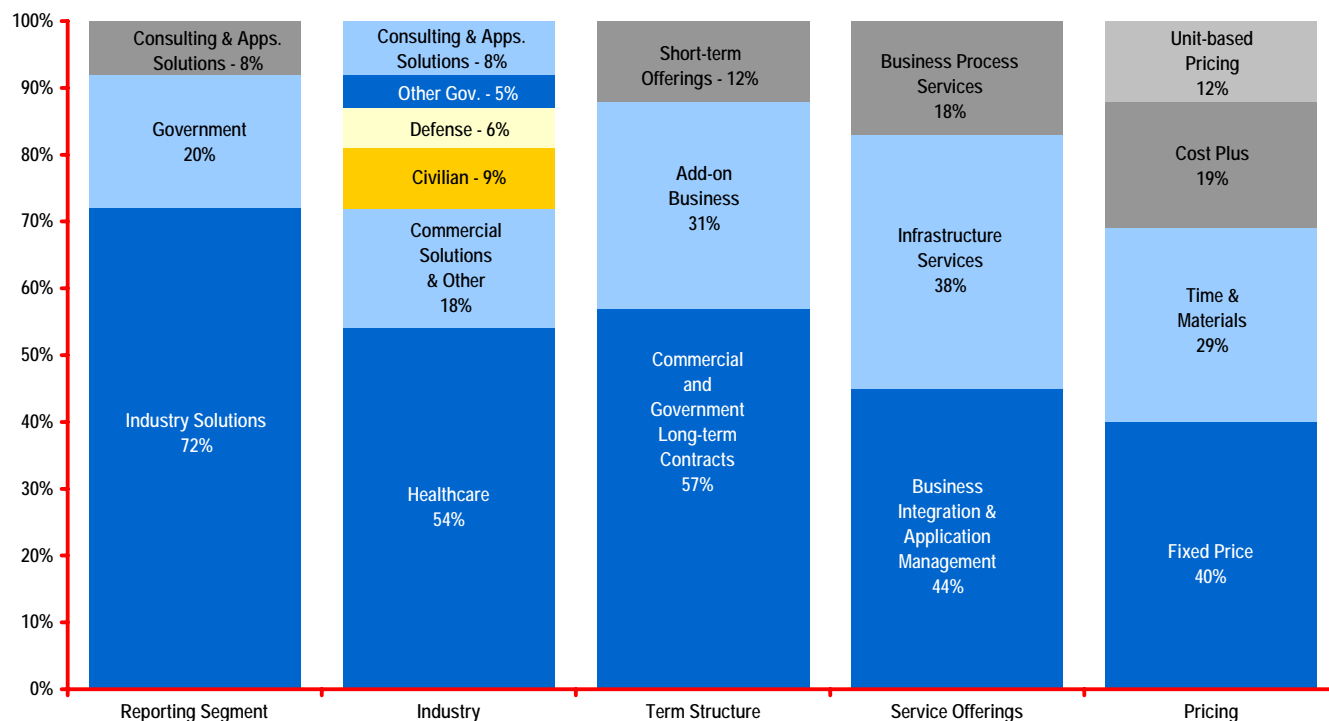 100%
90%
80%
70%
60%
50%
40%
30%
20%
10%
0%
Consulting & Apps.
Solutions - 8%
Government
20%
Industry Solutions
72%
Reporting Segment
Consulting & Apps.
Solutions - 8%
Other Gov. - 5%
Defense - 6%
Civilian - 9%
Commercial
Solutions
& Other
18%
Healthcare
54%
Industry
Short-term
Offerings - 12%
Add-on
Business
31%
Commercial
and
Government
Long-term
Contracts
57%
Term Structure
Business Process
Services
18%
Infrastructure
Services
38%
Business
Integration &
Application
Management
44%
Service Offerings
Unit-based
Pricing
12%
Cost Plus
19%
Time &
Materials
29%
Fixed Price
40%
Pricing